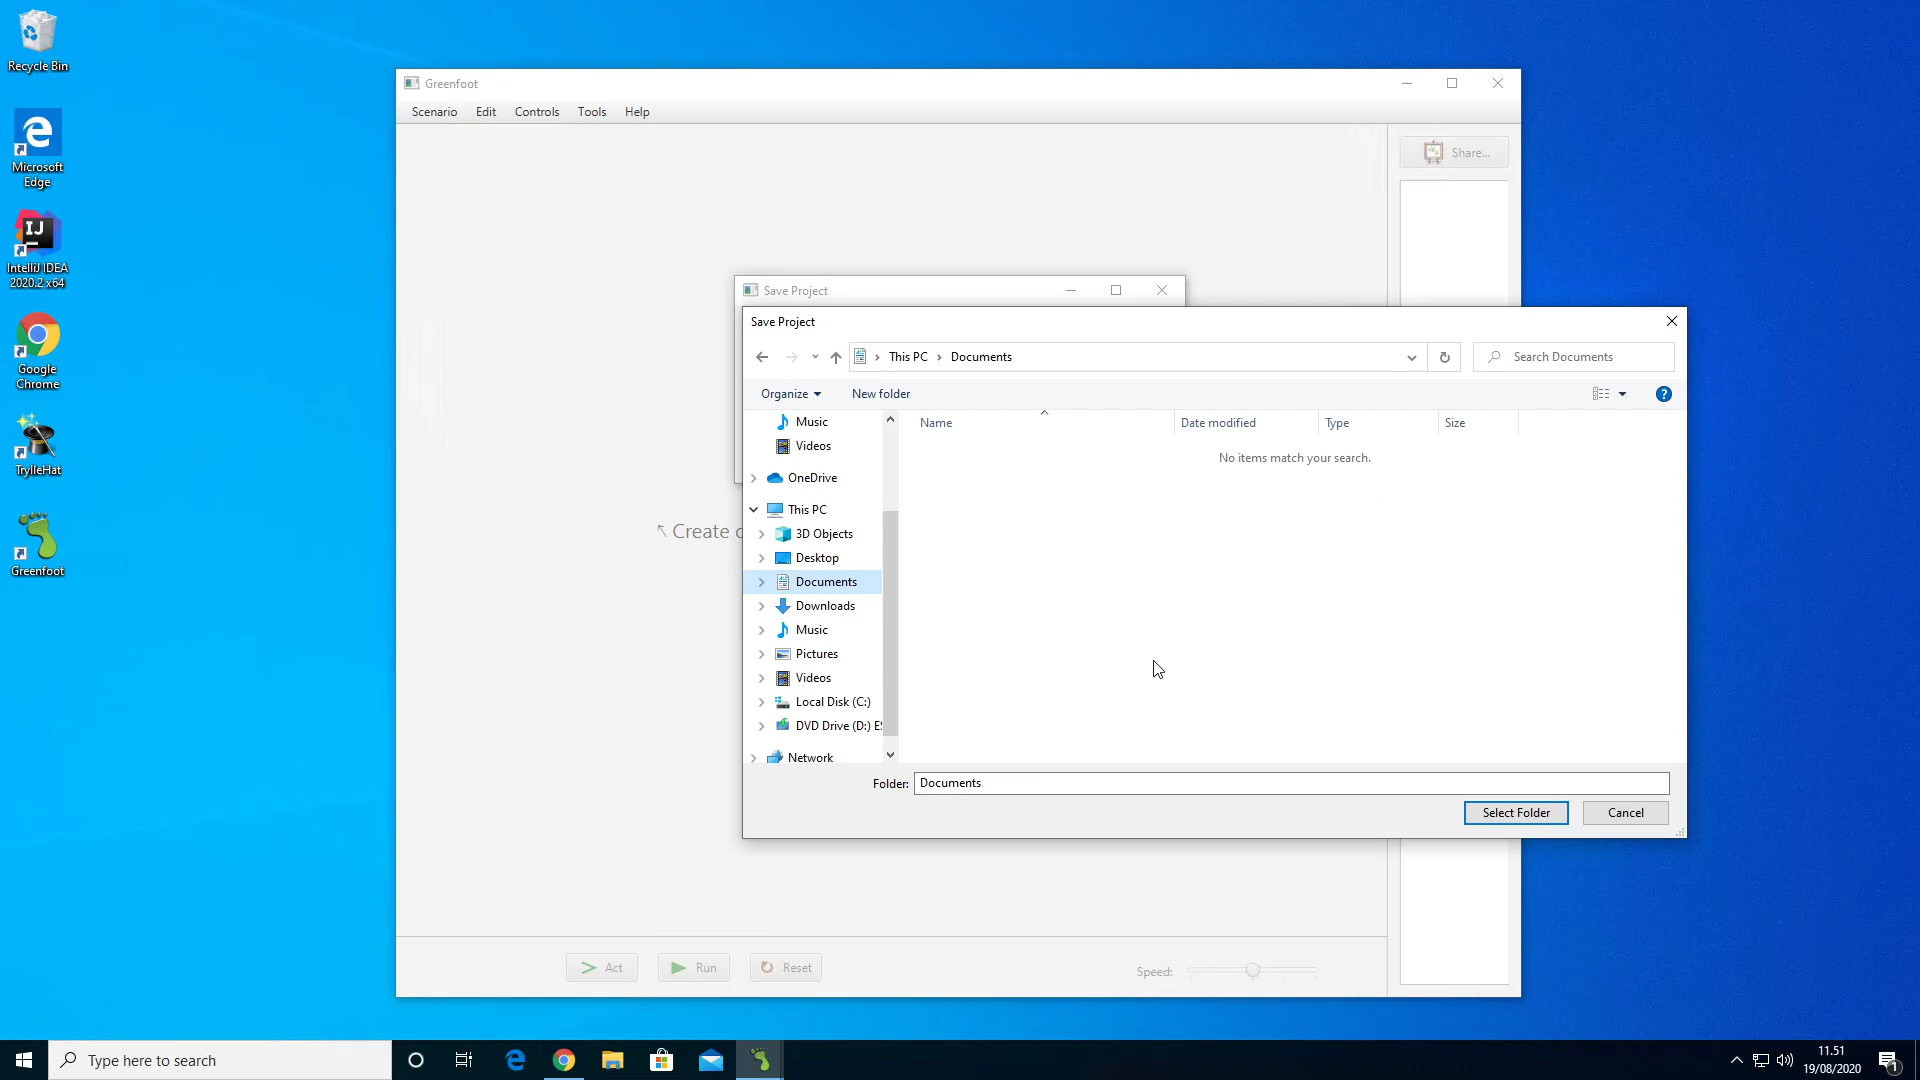 Recycle Bin
Microsoft
Edge
IntelliJ IDEA
2020.2 x64
Google
Chrome
TrylleHat
Greenfoot
Greenfoot
Scenario Edit Controls Tools Help
Share...
Save Project
Create
Save Project
This PC Documents
Search Documents
Organize New folder
Name Date modified Type Size
No items match your search.
Music
Videos
OneDrive
This PC
3D Objects
Desktop
Documents
Downloads
Music
Pictures
Videos
Local Disk (C:)
DVD Drive (D:)
Network
Folder: Documents
Select Folder Cancel
Act Run Reset Speed:
Type here to search
11.51
19/08/2020
1